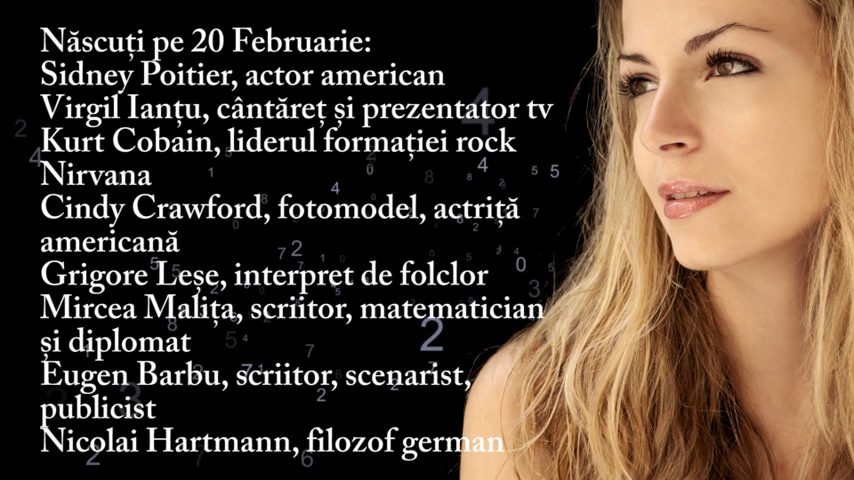 Născuți pe 20 Februarie:
Sidney Poitier, actor american
Virgil Ianțu, cântăreț și prezentator tv
Kurt Cobain, liderul formației rock
Nirvana
Cindy Crawford, fotomodel, actriță
americană
Grigore Leșe, interpret de folclor
Mircea Malița, scriitor, matematician
și diplomat
Eugen Barbu, scriitor, scenarist,
publicist
Nicolai Hartmann, filozof german